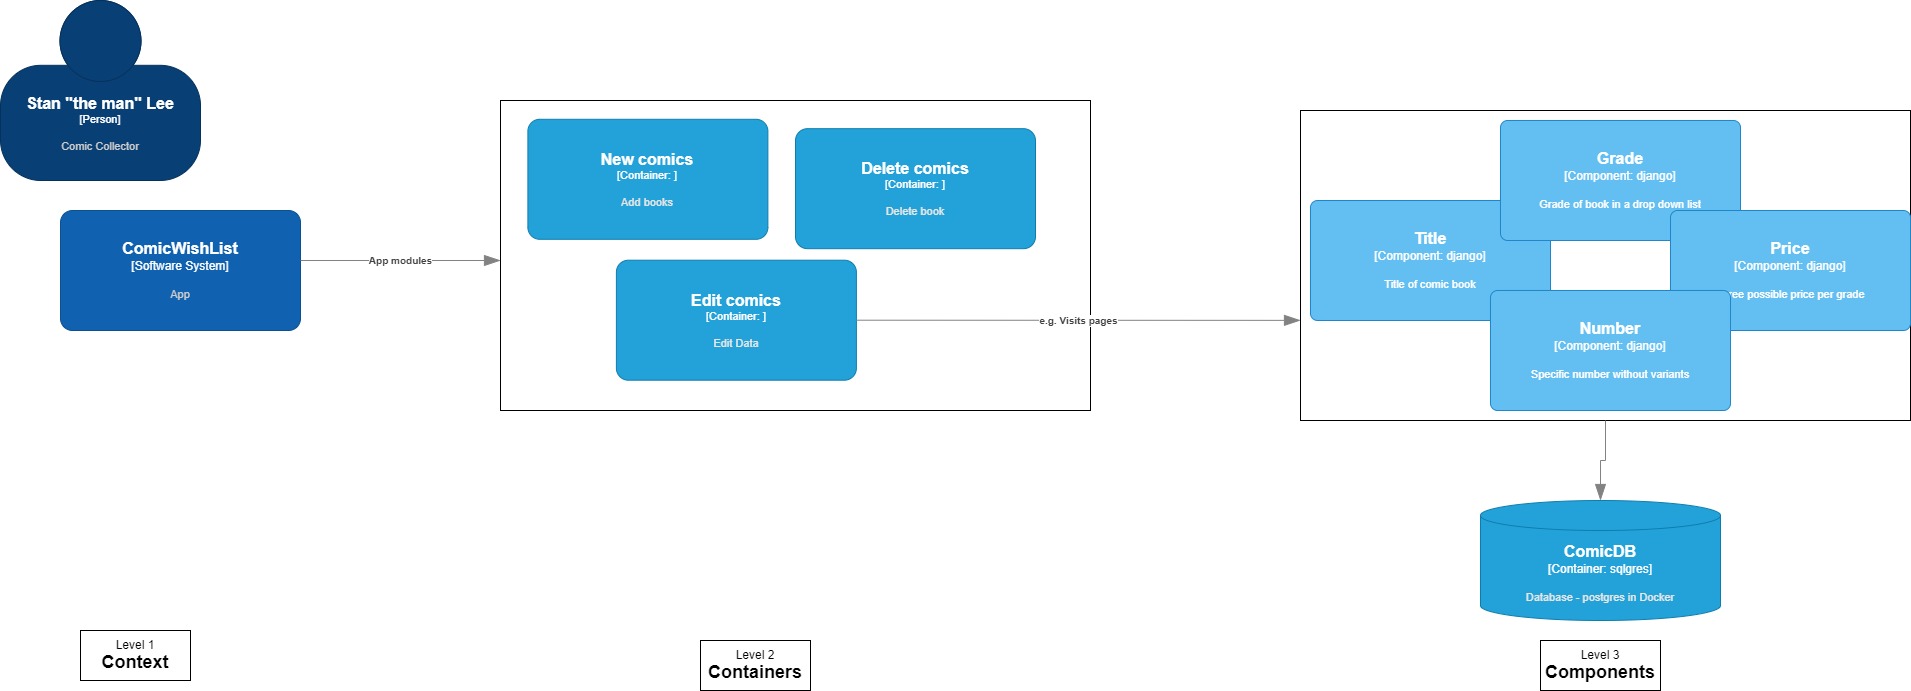 Stan "the man" Lee
[Person]
Comic Collector
ComicWishList
[Software System]
App
App modules
New comics
[Container: ]
Add books
Delete comics
[Container: ]
Delete book
Edit comics
[Container: ]
Edit Data
e.g. Visits pages
Grade
[Component: django]
Grade of book in a drop down list
Title
[Component: django]
Title of comic book
Price
[Component: django]
possible price per grade
Number
[Component: django]
Specific number without variants
ComicDB
[Container: sqlgres]
Database - postgres in Docker
Level 1
Context
Level 2
Containers
Level 3
Components